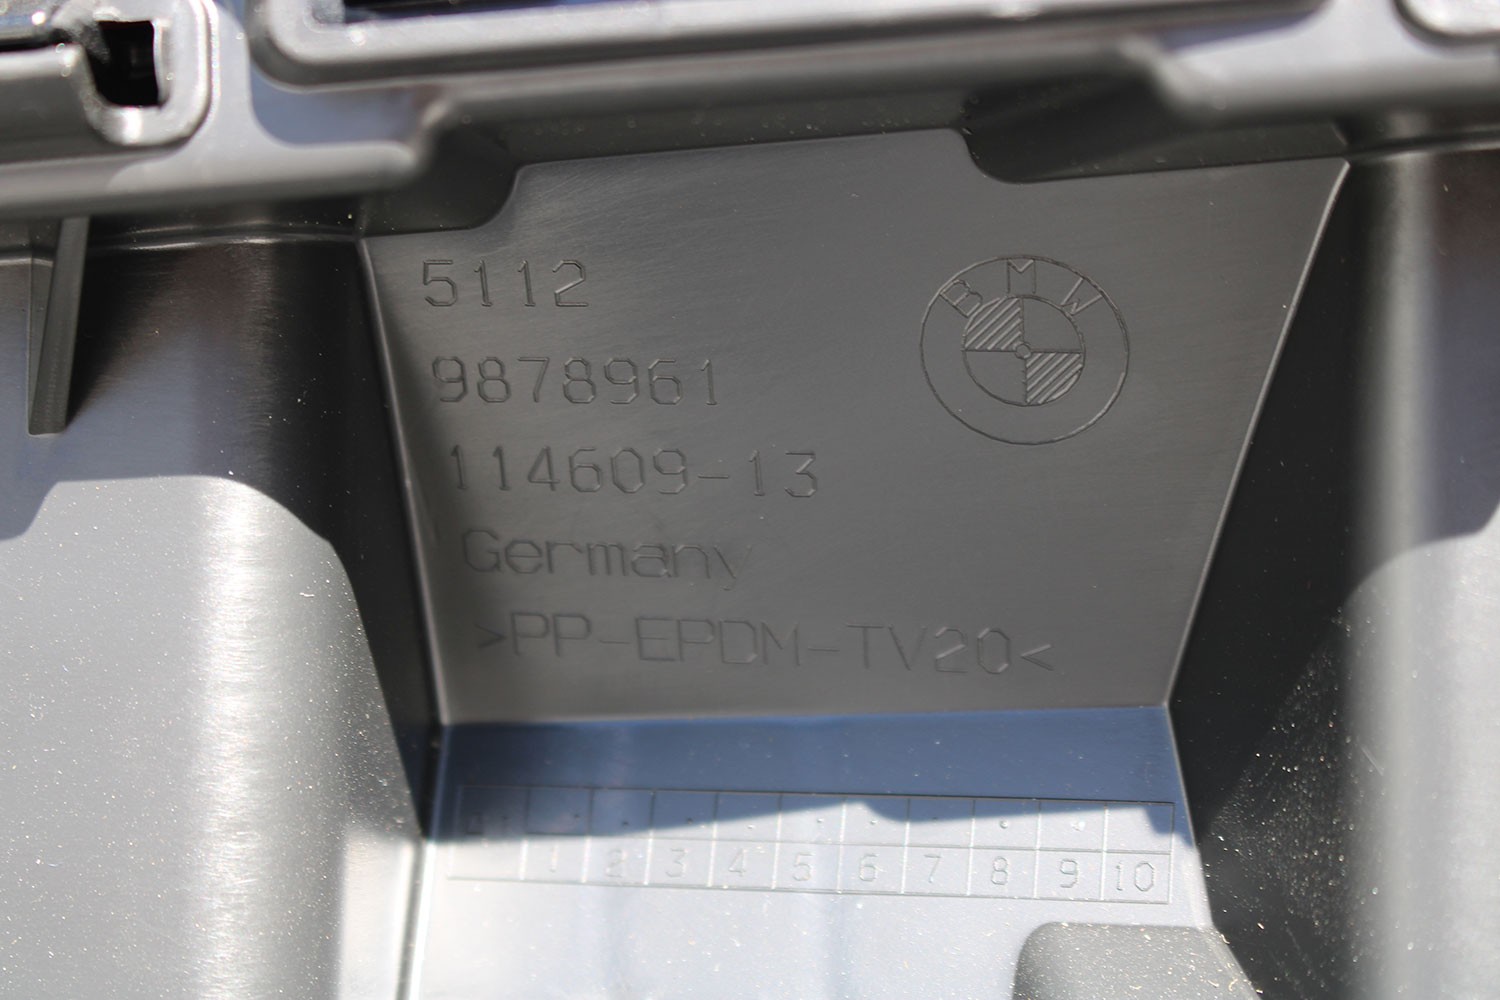 5112
BMW
9878961
114609-13
Germany
>PP-EPDM-TV20<
1 2 3 4 5 6 7 8 9 10